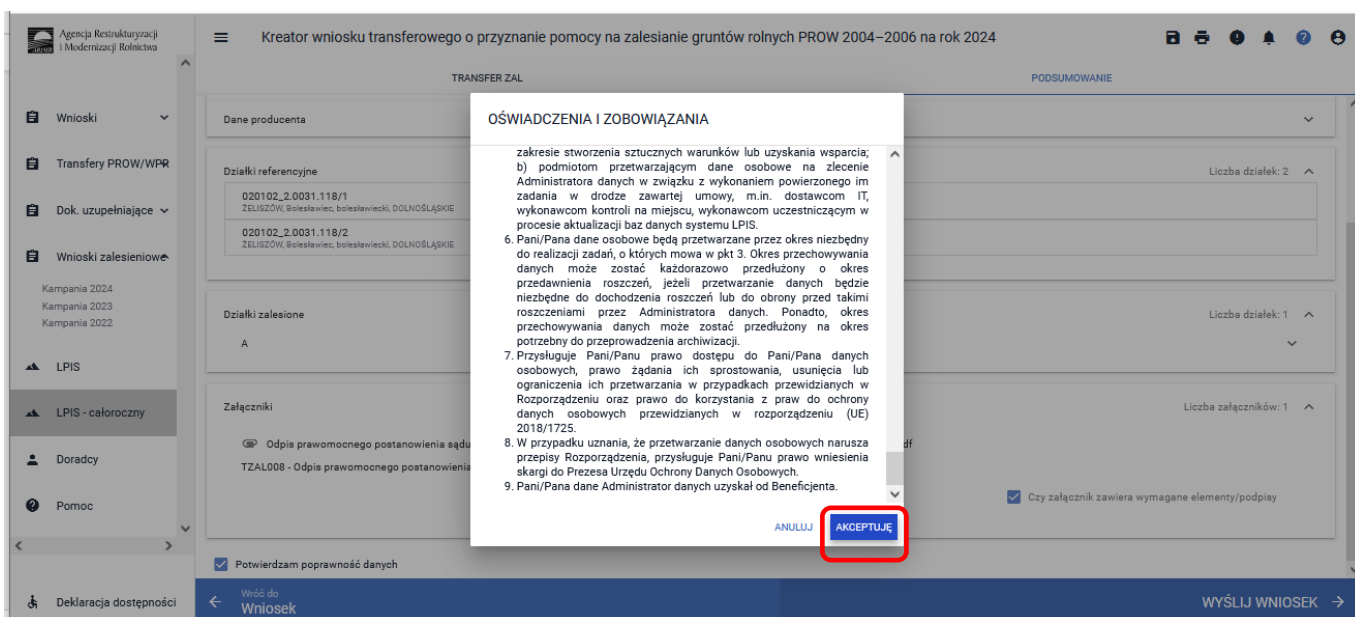 Agencja Restrukturyzacji
i Modernizacji Rolnictwa
Kreator wniosku transferowego o przyznanie pomocy na zalesianie gruntów rolnych PROW 2004–2006 na rok 2024
TRANSFER ZAL
PODSUMOWANIE
Wnioski
Transfery PROW/WPR
Dok. uzupełniające
Wnioski zalesieniowe
Kampania 2024
Kampania 2023
Kampania 2022
LPIS
LPIS - całoroczny
Doradcy
Pomoc
Deklaracja dostępności
Dane producenta
Działki referencyjne
Liczba działek: 2
020102_2.0031.118/1
ŻELISZÓW, Bolesławiec, bolesławiecki, DOLNOŚLĄSKIE
020102_2.0031.118/2
ŻELISZÓW, Bolesławiec, bolesławiecki, DOLNOŚLĄSKIE
Działki zalesione
Liczba działek: 1
A
Załączniki
Liczba załączników: 1
Odpis prawomocnego postanowienia sądu
df
TZAL008 - Odpis prawomocnego postanowienia
Czy załącznik zawiera wymagane elementy/podpisy
Potwierdzam poprawność danych
Wróć do
Wniosek
WYŚLIJ WNIOSEK
OŚWIADCZENIA I ZOBOWIĄZANIA
zakresie stworzenia sztucznych warunków lub uzyskania wsparcia;
b) podmiotom przetwarzającym dane osobowe na zlecenie
Administratora danych w związku z wykonaniem powierzonego im
zadania w drodze zawartej umowy, m.in. dostawcom IT,
wykonawcom kontroli na miejscu, wykonawcom uczestniczącym w
procesie aktualizacji baz danych systemu LPIS.
6. Pani/Pana dane osobowe będą przetwarzane przez okres niezbędny
do realizacji zadań, o których mowa w pkt 3. Okres przechowywania
danych może zostać każdorazowo przedłużony o okres
przedawnienia roszczeń, jeżeli przetwarzanie danych będzie
niezbędne do dochodzenia roszczeń lub do obrony przed takimi
roszczeniami przez Administratora danych. Ponadto, okres
przechowywania danych może zostać przedłużony na okres
potrzebny do przeprowadzenia archiwizacji.
7. Przysługuje Pani/Panu prawo dostępu do Pani/Pana danych
osobowych, prawo żądania ich sprostowania, usunięcia lub
ograniczenia ich przetwarzania w przypadkach przewidzianych w
Rozporządzeniu oraz prawo do korzystania z praw do ochrony
danych osobowych przewidzianych w rozporządzeniu (UE)
2018/1725.
8. W przypadku uznania, że przetwarzanie danych osobowych narusza
przepisy Rozporządzenia, przysługuje Pani/Panu prawo wniesienia
skargi do Prezesa Urzędu Ochrony Danych Osobowych.
9. Pani/Pana dane Administrator danych uzyskał od Beneficjenta.
ANULUJ
AKCEPTUJĘ